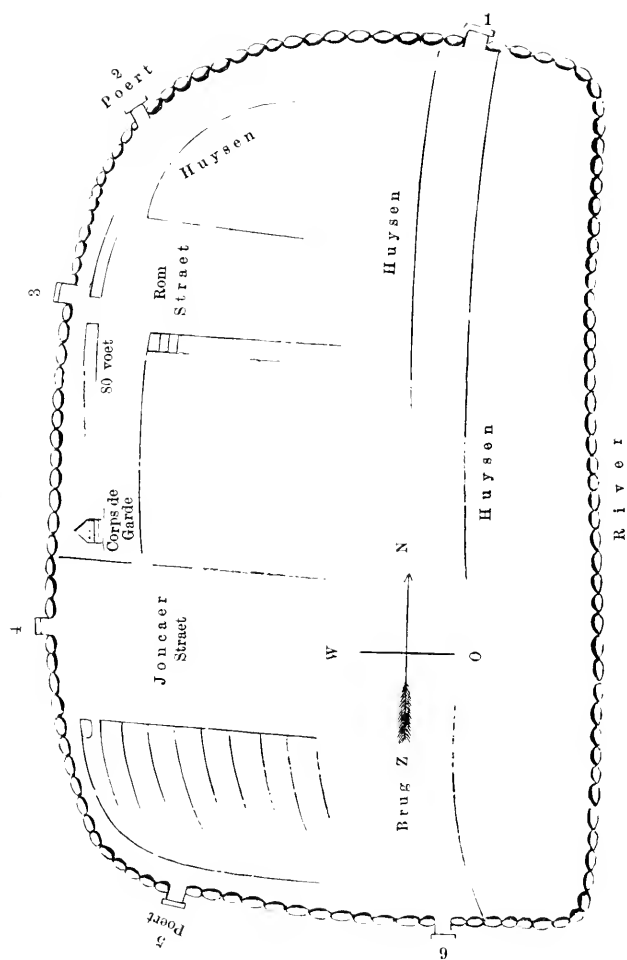 1
2
Poert
Huysen
3
Rom
Straet
Huysen
80 voet
Corps de
Garde
Huysen
River
N
W
O
Z
Brug
4
Joncaer
Straet
5
Poert
6